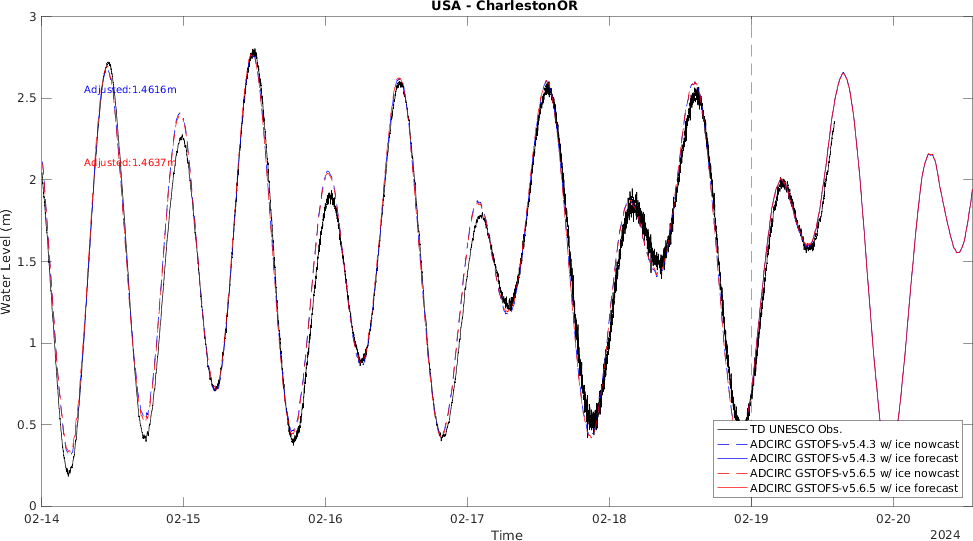 USA - CharlestonOR
3
2.5
2
1.5
1
0.5
0
Water Level (m)
Adjusted:1.4616m
Adjusted:1.4637m
TD UNESCO Obs.
ADCIRC GSTOFS-v5.4.3 w/ ice nowcast
ADCIRC GSTOFS-v5.4.3 w/ ice forecast
ADCIRC GSTOFS-v5.6.5 w/ ice nowcast
ADCIRC GSTOFS-v5.6.5 w/ ice forecast
02-14 02-15 02-16 02-17 02-18 02-19 02-20
Time
2024